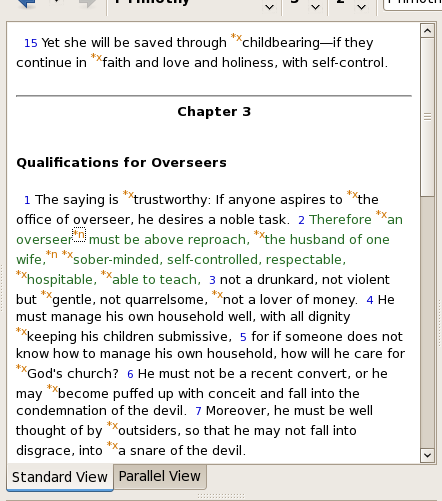 15 Yet she will be saved through *xchildbearing—if they
continue in *xfaith and love and holiness, with self-control.
Chapter 3
Qualifications for Overseers
1 The saying is *xtrustworthy: If anyone aspires to *xthe
office of overseer, he desires a noble task. 2 Therefore *xan
overseer*n must be above reproach, *xthe husband of one
wife,*n *xsober-minded, self-controlled, respectable,
*xhospitable, *xable to teach, 3 not a drunkard, not violent
but *xgentle, not quarrelsome, *xnot a lover of money. 4 He
must manage his own household well, with all dignity
*xkeeping his children submissive, 5 for if someone does not
know how to manage his own household, how will he care for
*xGod's church? 6 He must not be a recent convert, or he
may *xbecome puffed up with conceit and fall into the
condemnation of the devil. 7 Moreover, he must be well
thought of by *xoutsiders, so that he may not fall into
disgrace, into *xa snare of the devil.
Standard View Parallel View